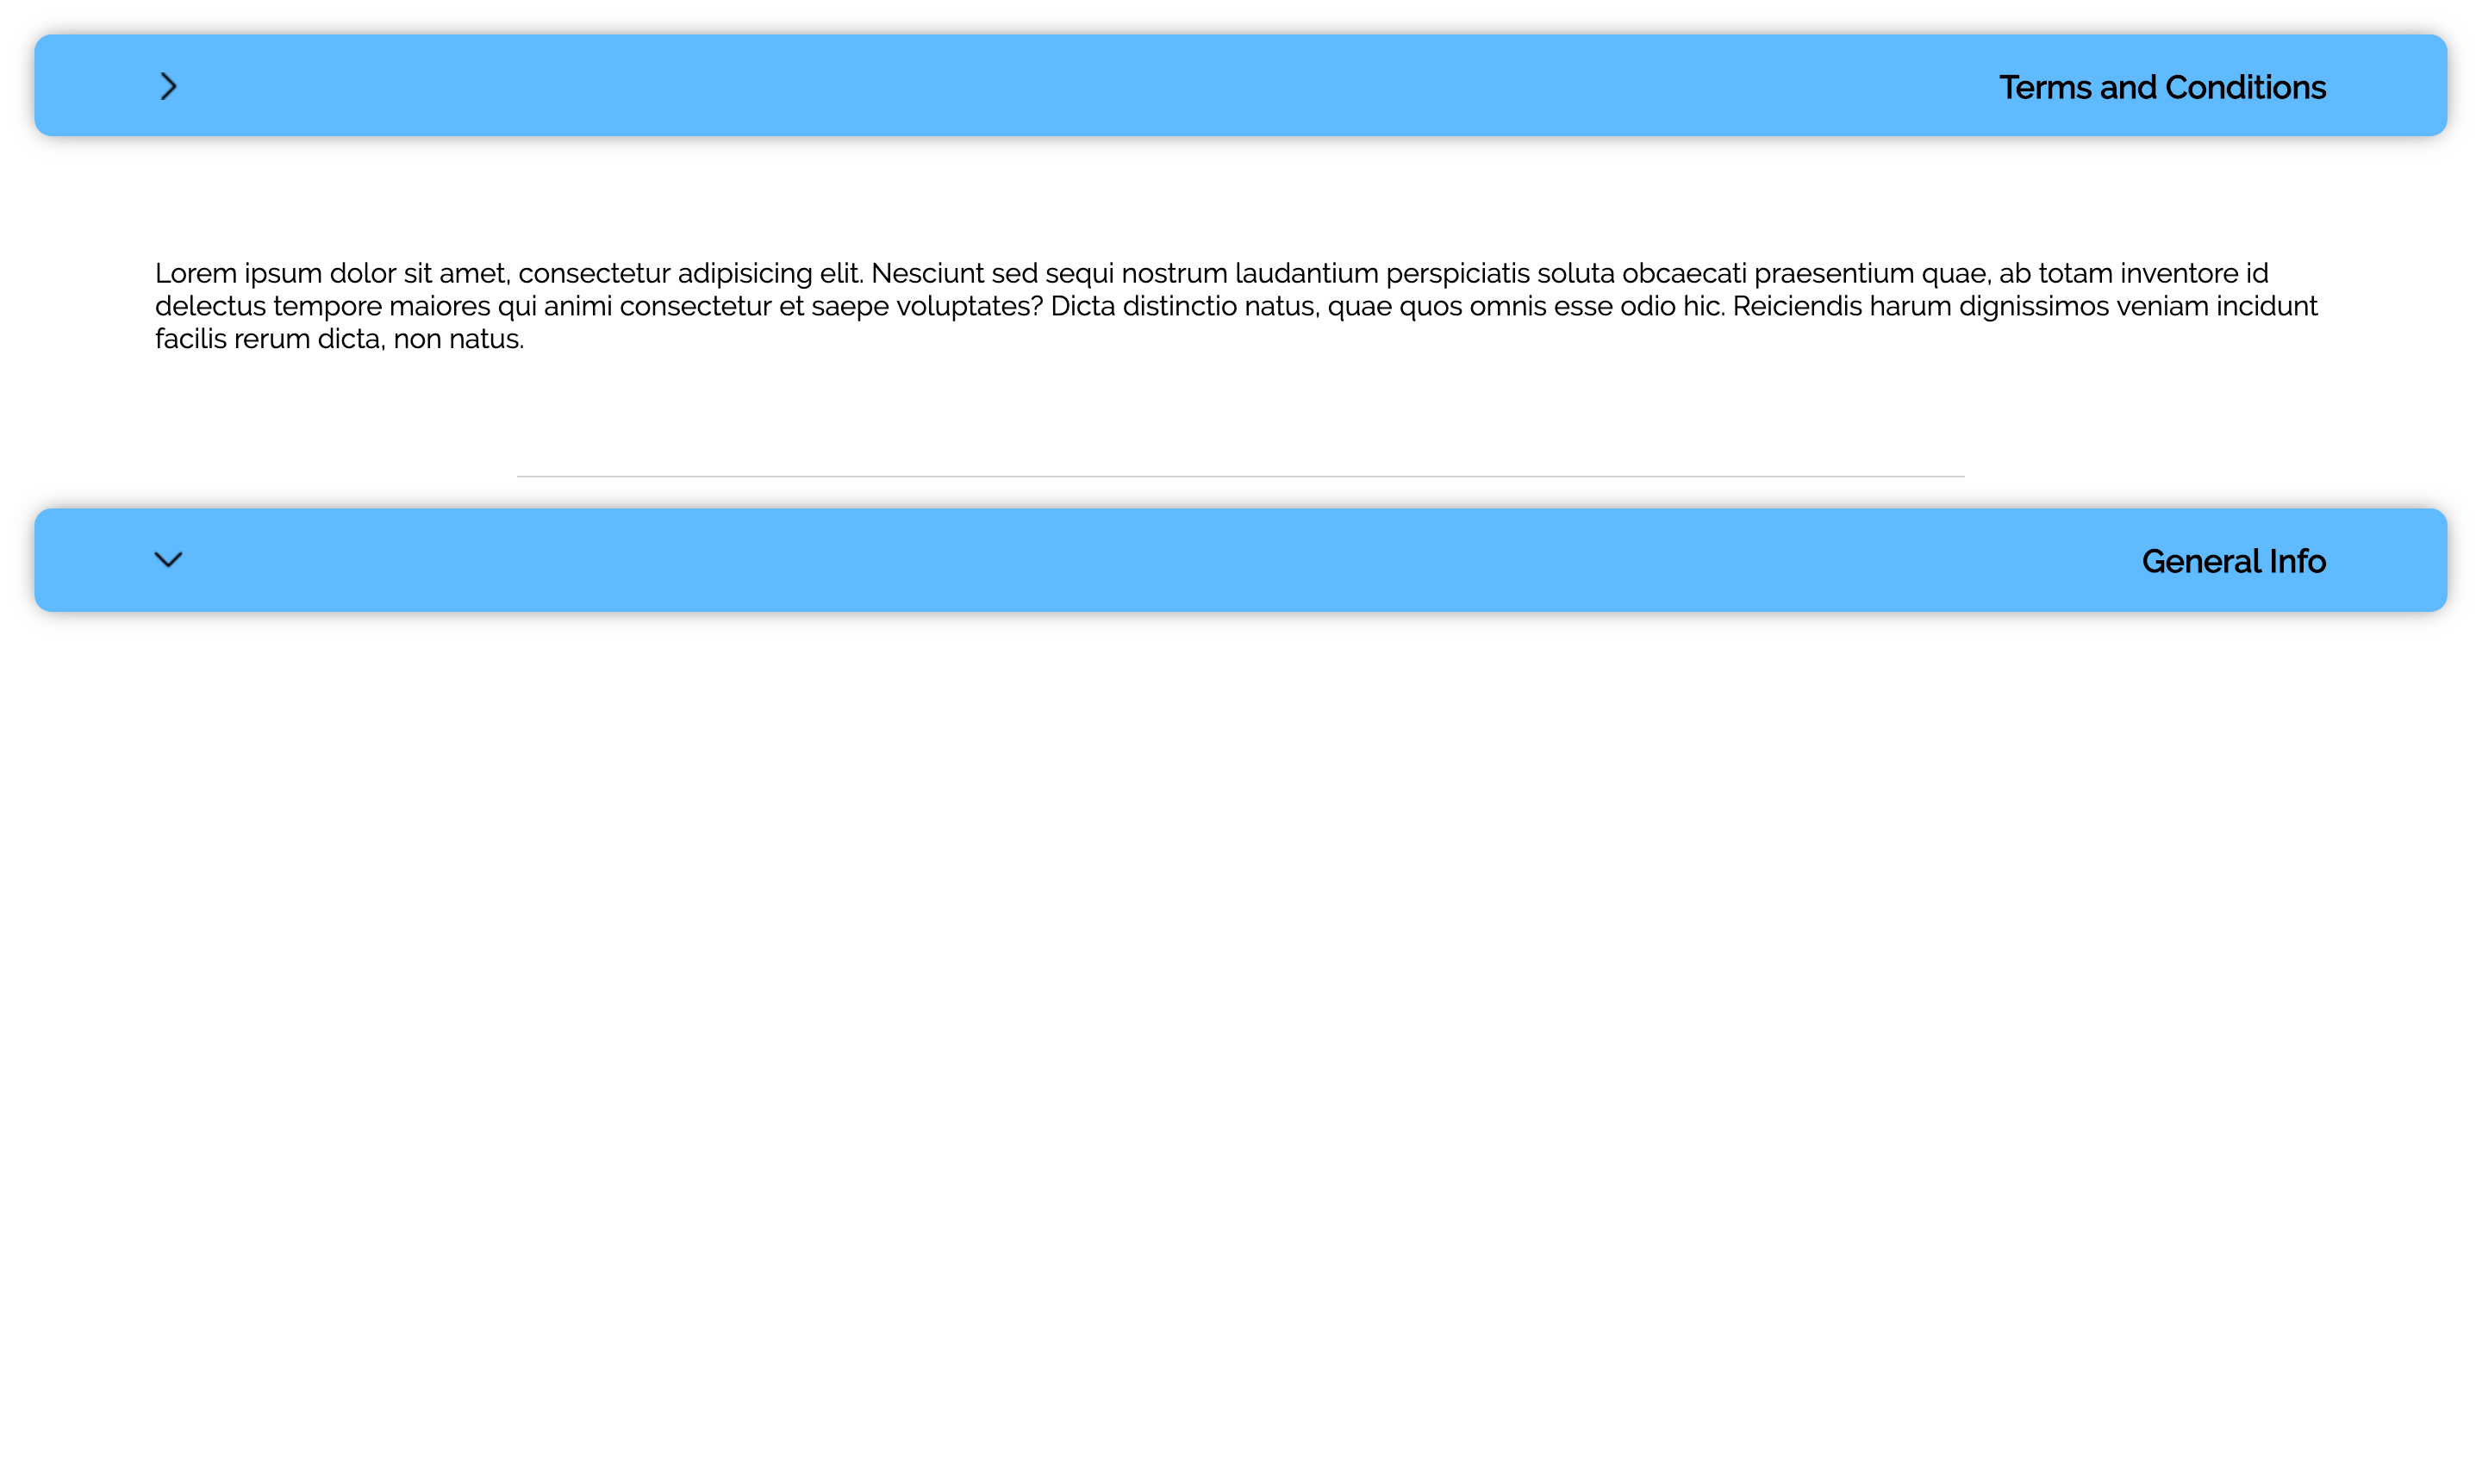 Terms and Conditions
Lorem ipsum dolor sit amet, consectetur adipisicing elit. Nesciunt sed sequi nostrum laudantium perspiciatis soluta obcaecati praesentium quae, ab totam inventore id
delectus tempore maiores qui animi consectetur et saepe voluptates? Dicta distinctio natus, quae quos omnis esse odio hic. Reiciendis harum dignissimos veniam incidunt
facilis rerum dicta, non natus.
General Info